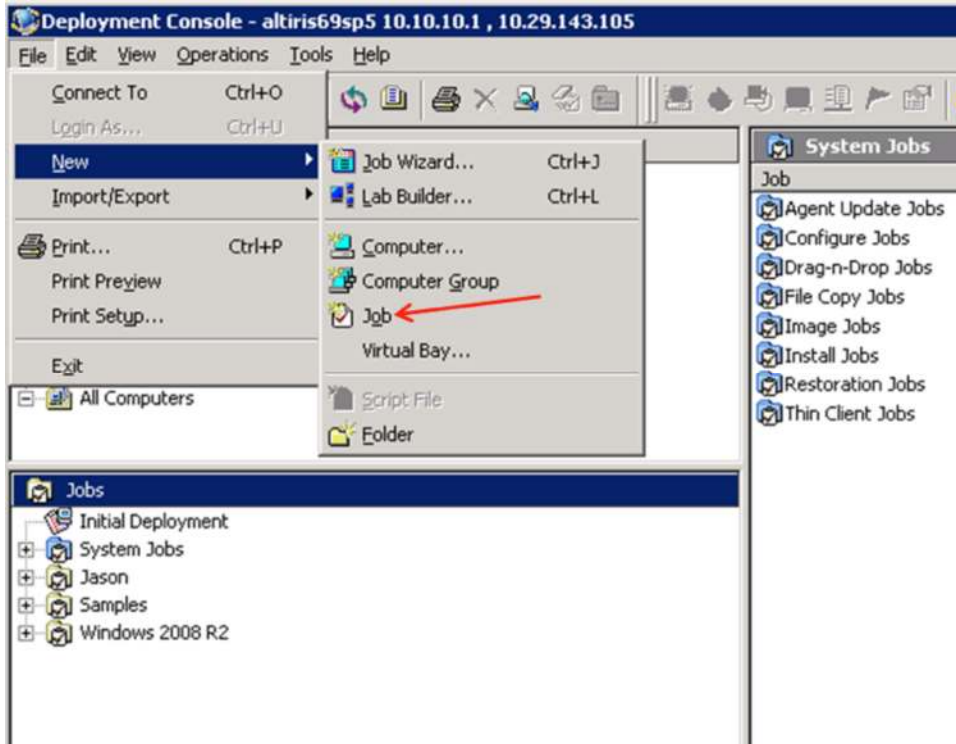 Deployment Console - altiris69sp5 10.10.10.1 , 10.29.143.105
File Edit View Operations Tools Help
Connect To Ctrl+O
Login As... Ctrl+U
New
Import/Export
Print... Ctrl+P
Print Preview
Print Setup...
Exit
Job Wizard... Ctrl+J
Lab Builder... Ctrl+L
Computer...
Computer Group
Job
Virtual Bay...
Script File
Folder
All Computers
Jobs
Initial Deployment
System Jobs
Jason
Samples
Windows 2008 R2
System Jobs
Job
Agent Update Jobs
Configure Jobs
Drag-n-Drop Jobs
File Copy Jobs
Image Jobs
Install Jobs
Restoration Jobs
Thin Client Jobs